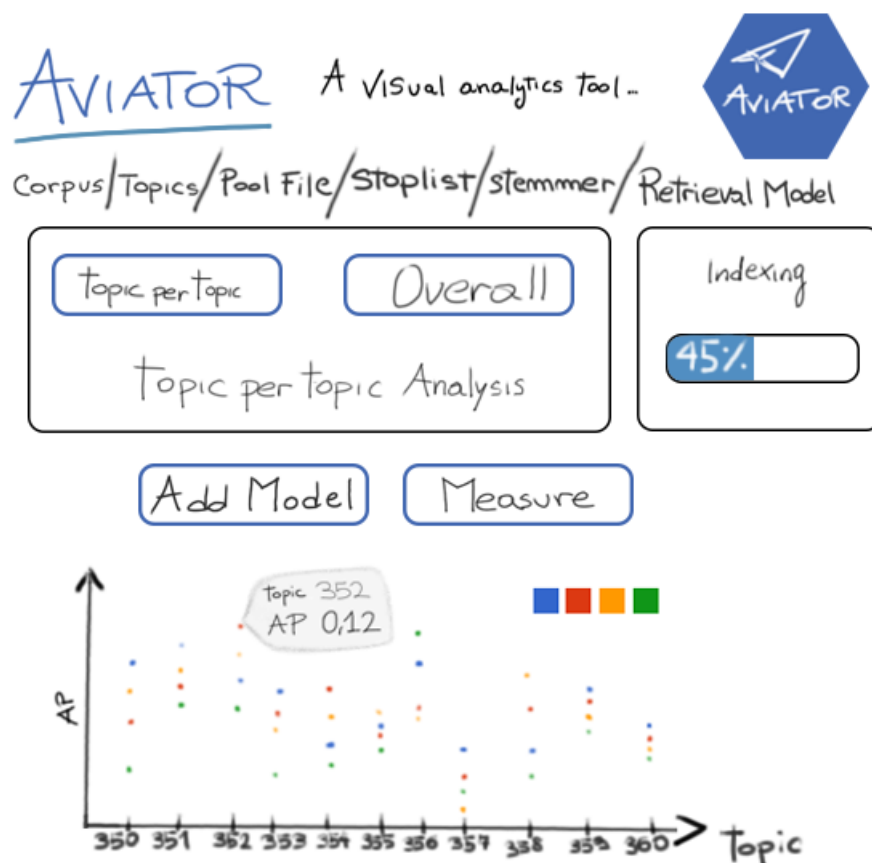 AVIATOR
A Visual analytics Tool...
AVIATOR
Corpus/Topics/Pool File/Stoplist/stemmer/Retrieval Model
Topic per Topic
Overall
Indexing
45%
Topic per topic Analysis
Add Model
Measure
Topic 352
AP 0,12
AP
350 351 352 353 354 355 356 357 338 359 360
Topic